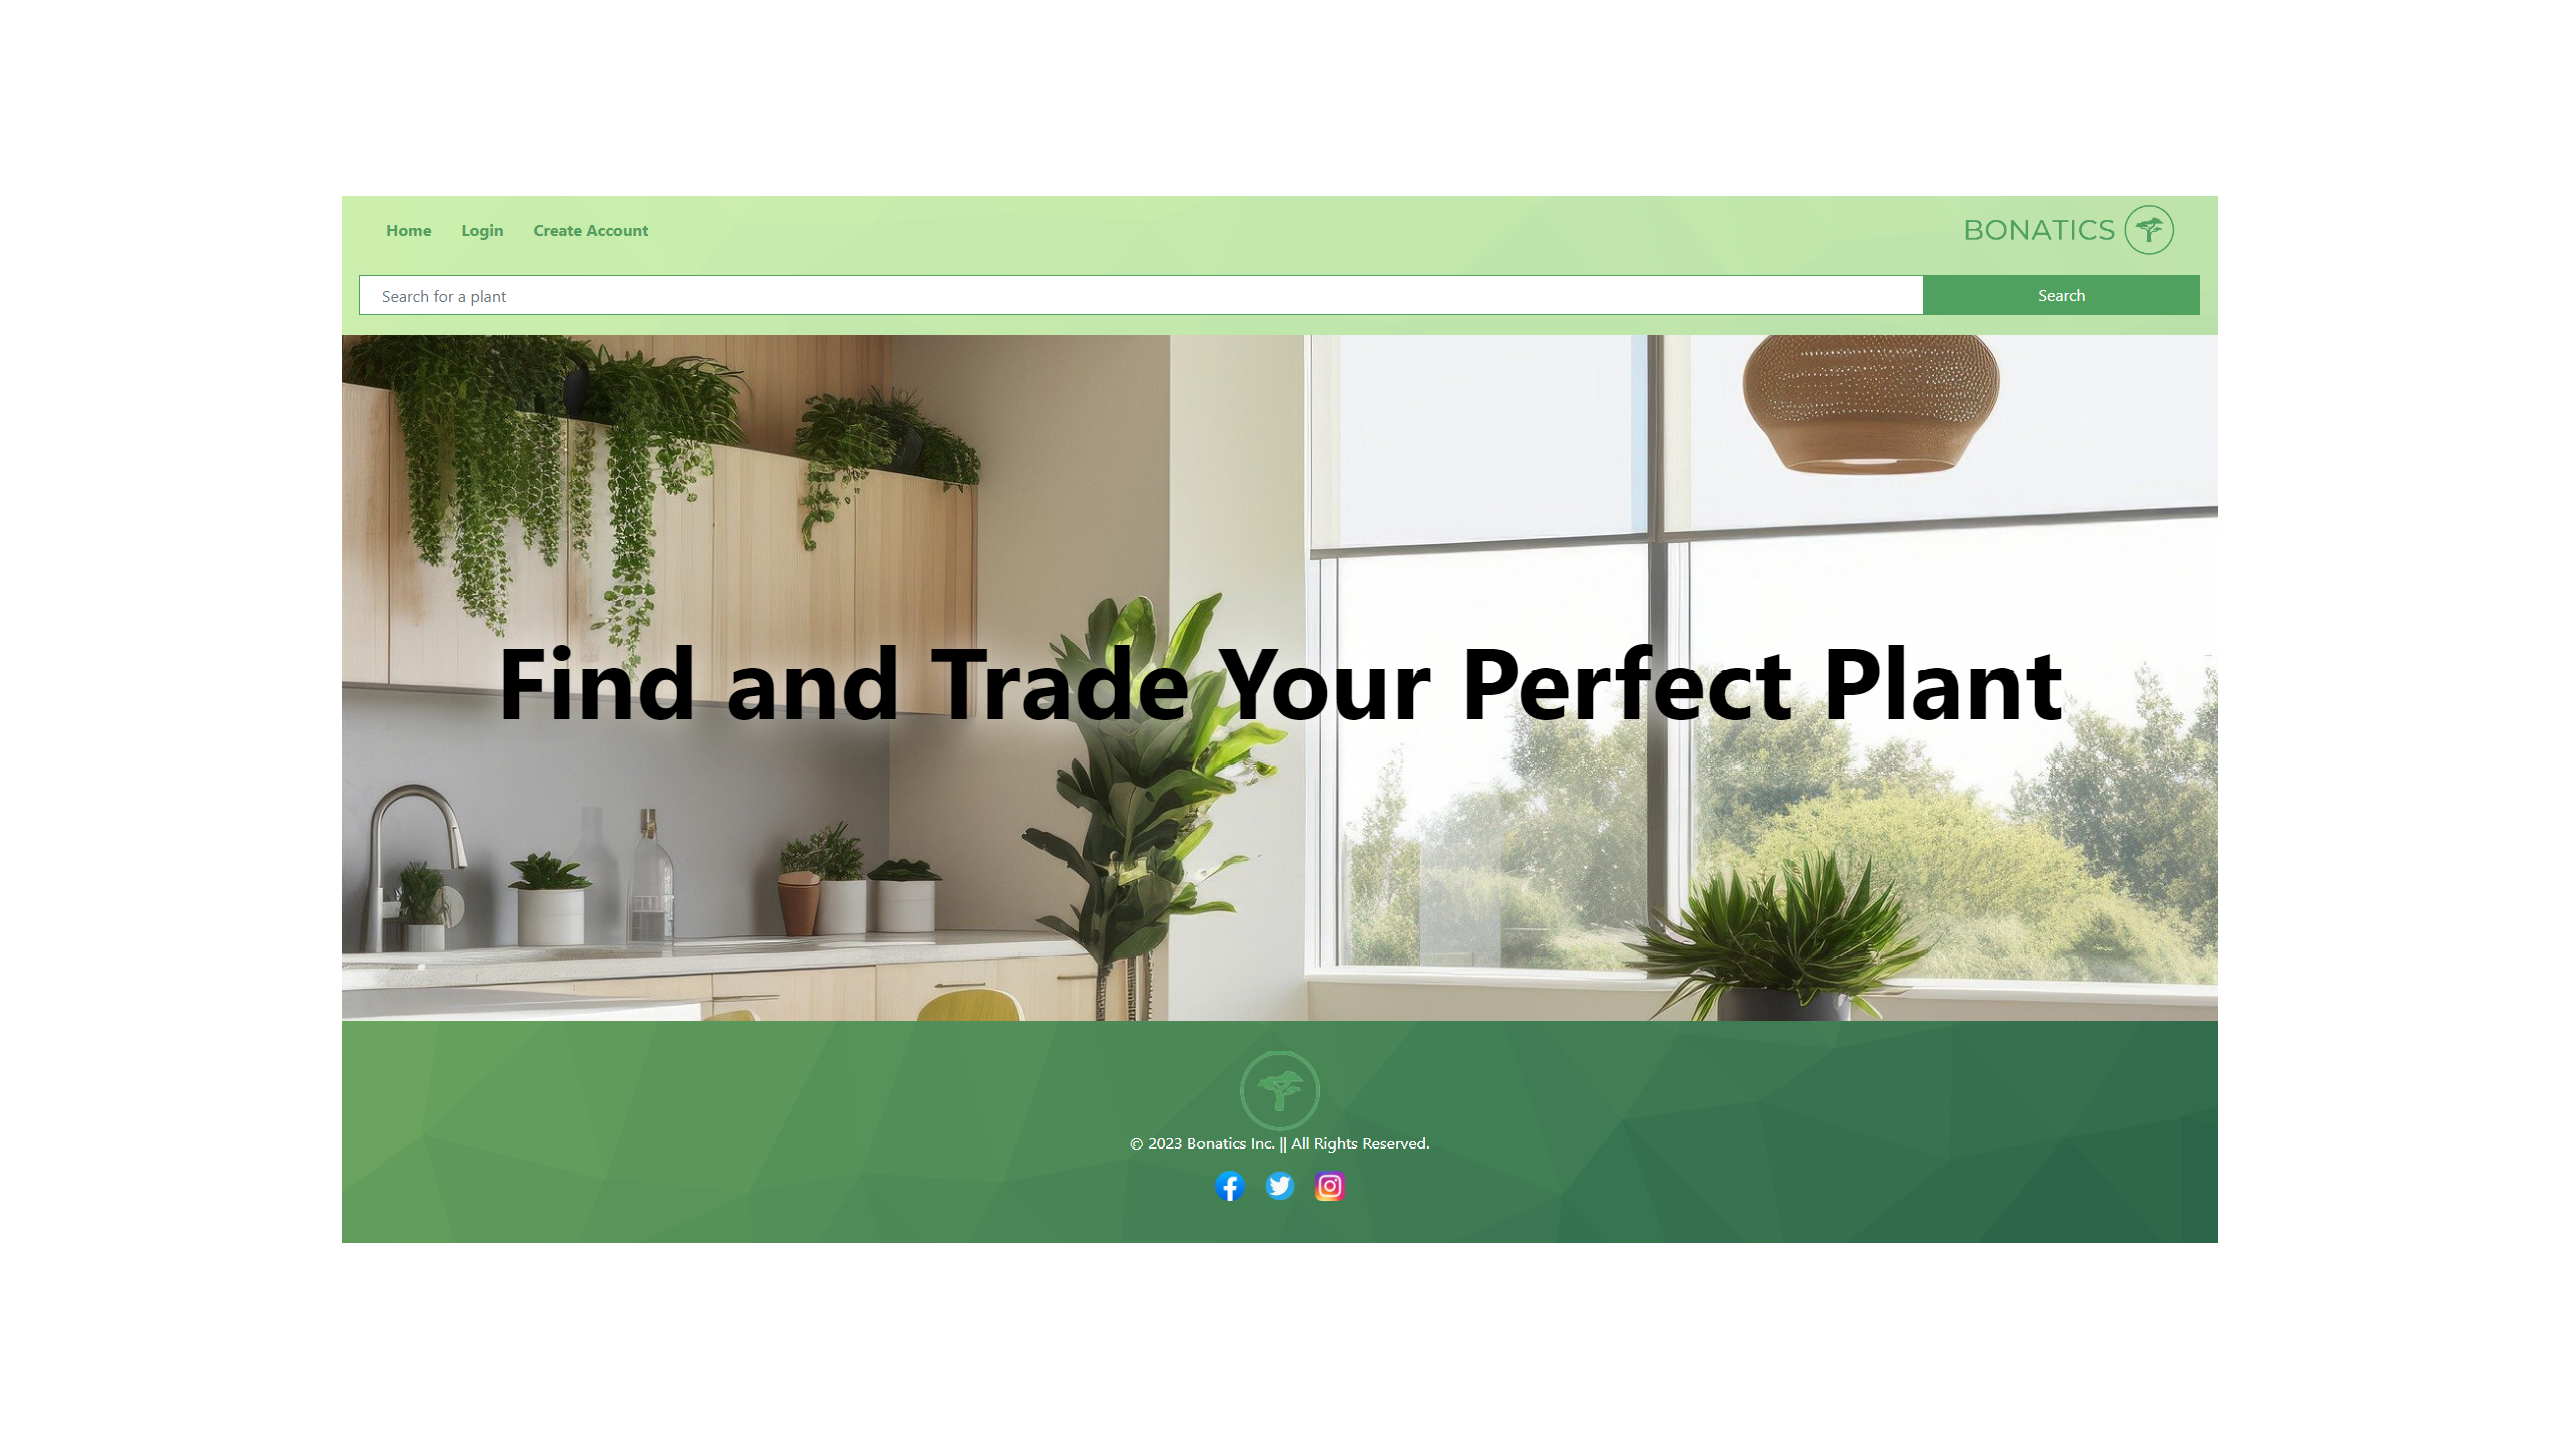 Home Login Create Account
BONATICS
Search for a plant
Search
Find and Trade Your Perfect Plant
© 2023 Bonatics Inc. || All Rights Reserved.